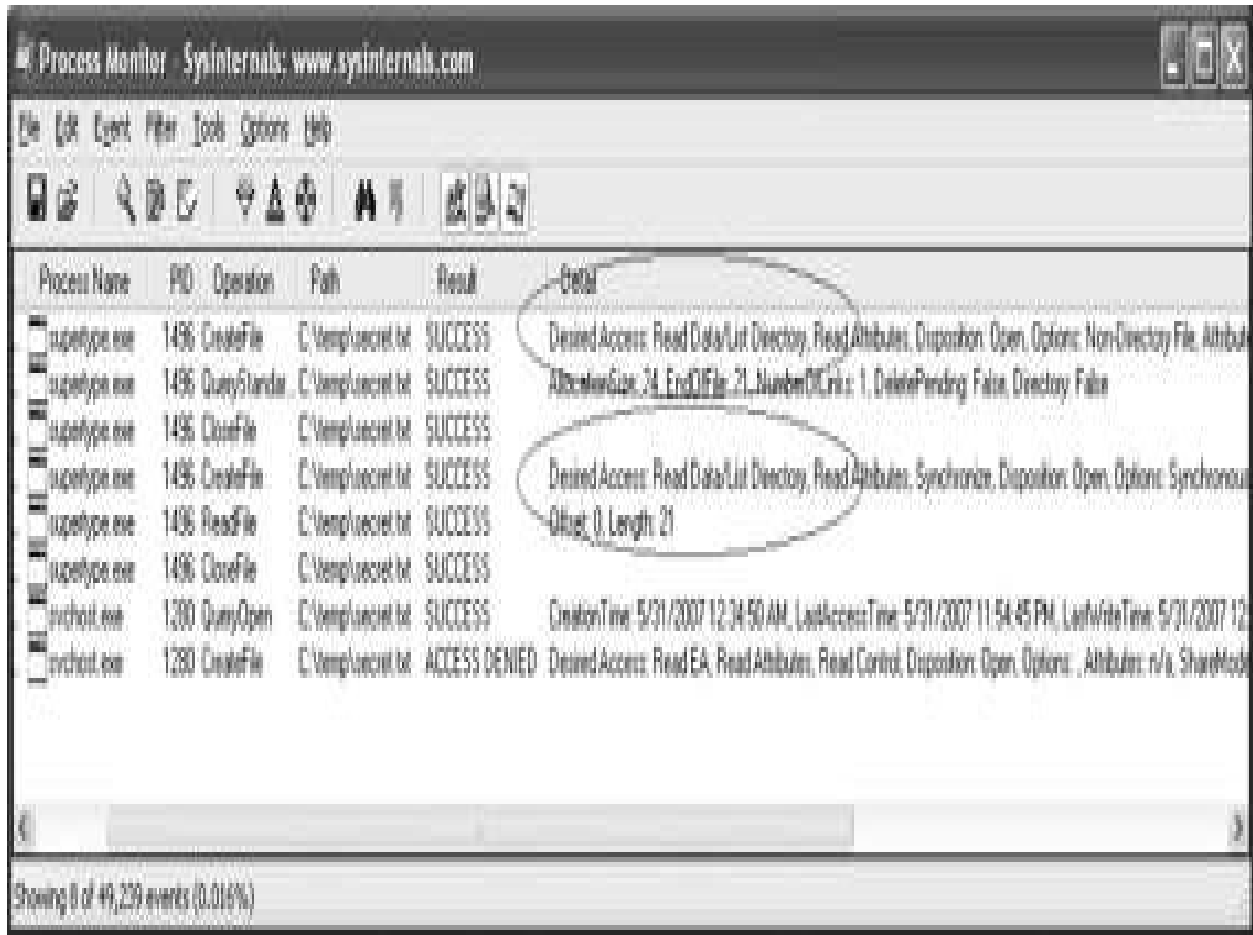 Process Monitor - Sysinternals: www.sysinternals.com
File Edit Event Filter Tools Options Help
Process Name PID Operation Path Result Detail
supertype.exe 1496 CreateFile C:\temp\secret.txt SUCCESS Desired Access: Read Data/List Directory, Read Attributes, Disposition: Open, Options: Non-Directory File, Attribut
supertype.exe 1496 QueryStandar... C:\temp\secret.txt SUCCESS AllocationSize: 24, EndOfFile: 21, NumberOfLinks: 1, DeletePending: False, Directory: False
supertype.exe 1496 CloseFile C:\temp\secret.txt SUCCESS
supertype.exe 1496 CreateFile C:\temp\secret.txt SUCCESS Desired Access: Read Data/List Directory, Read Attributes, Synchronize, Disposition: Open, Options: Synchronous
supertype.exe 1496 ReadFile C:\temp\secret.txt SUCCESS Offset: 0, Length: 21
supertype.exe 1496 CloseFile C:\temp\secret.txt SUCCESS
svchost.exe 1280 QueryOpen C:\temp\secret.txt SUCCESS CreationTime: 5/31/2007 12:34:50 AM, LastAccessTime: 5/31/2007 11:54:45 PM, LastWriteTime: 5/31/2007 12:
svchost.exe 1280 CreateFile C:\temp\secret.txt ACCESS DENIED Desired Access: Read EA, Read Attributes, Read Control, Disposition: Open, Options: , Attributes: n/a, ShareMode
Showing 8 of 49,239 events (0.016%)